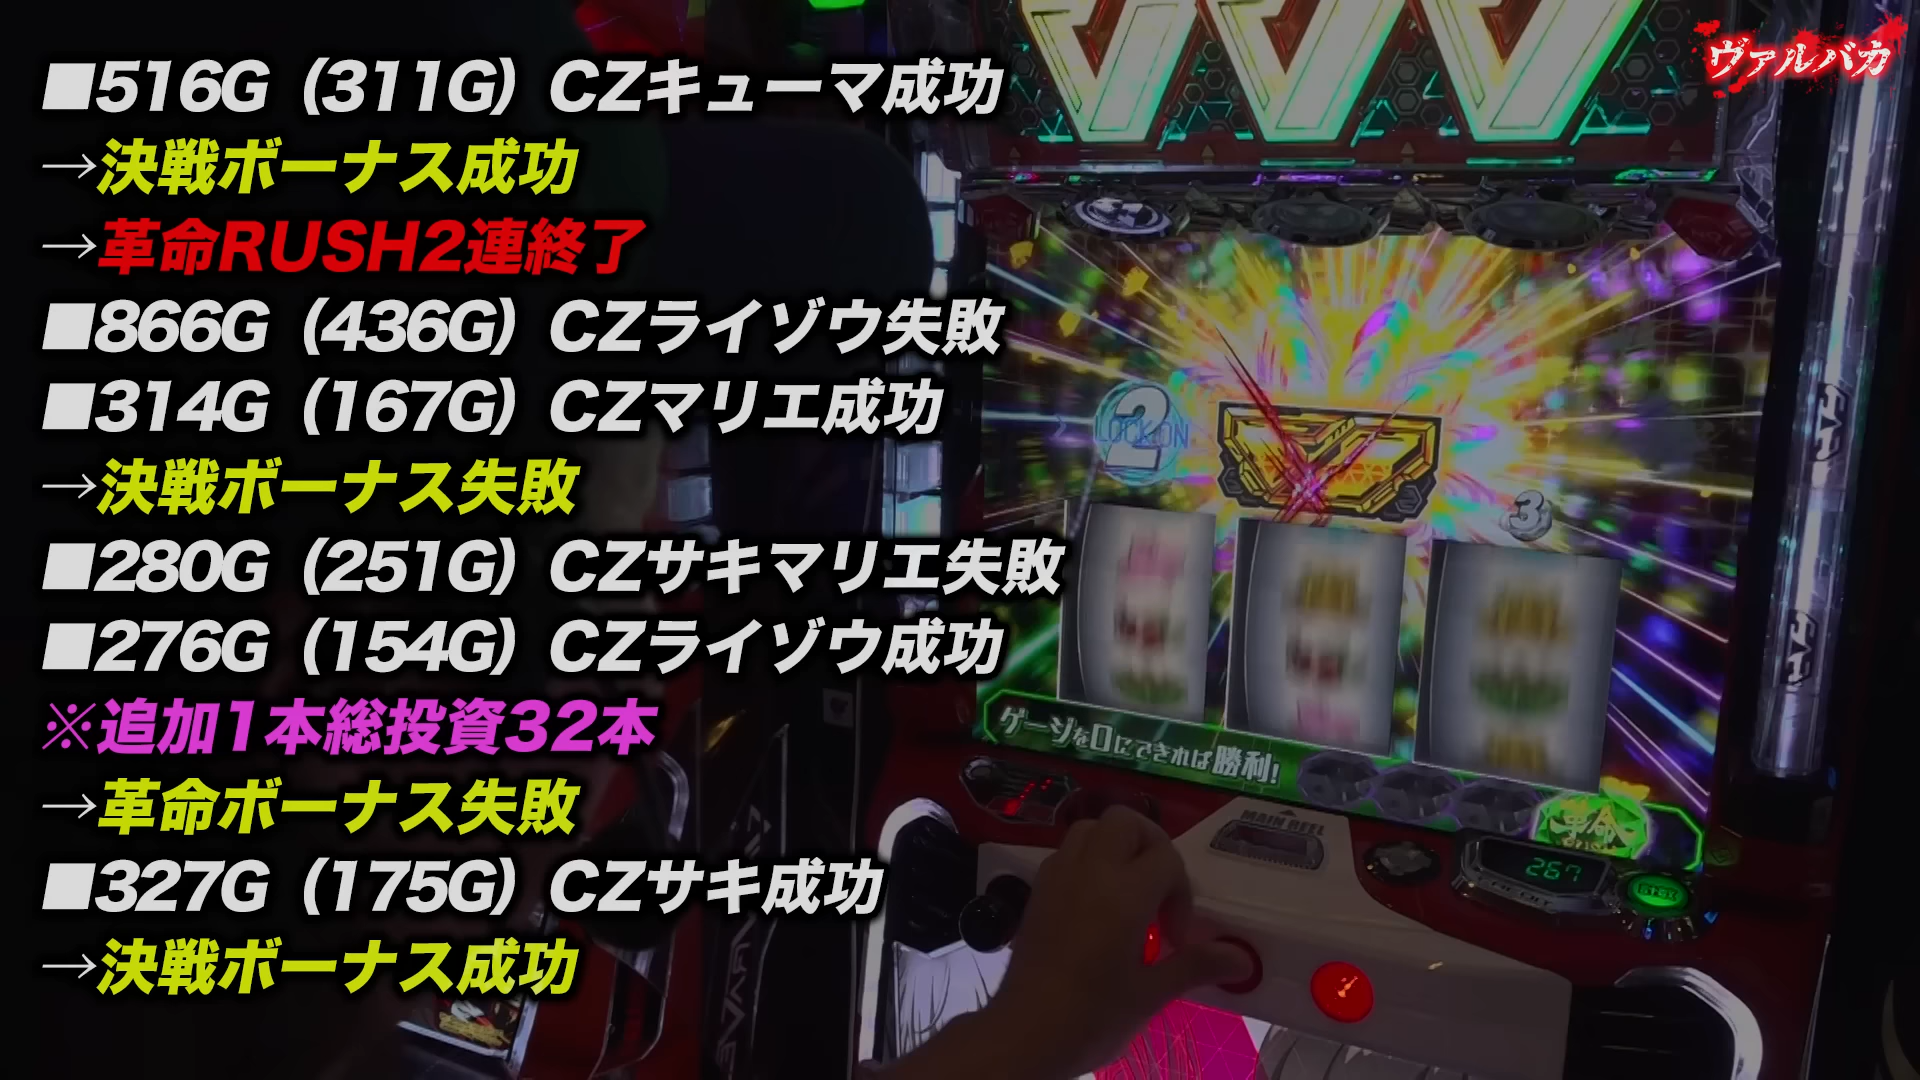 ■516G（311G）CZキューマ成功
→決戦ボーナス成功
→革命RUSH2連終了
■866G（436G）CZライゾウ失敗
■314G（167G）CZマリエ成功
→決戦ボーナス失敗
■280G（251G）CZサキマリエ失敗
■276G（154G）CZライゾウ成功
※追加1本総投資32本
→革命ボーナス失敗
■327G（175G）CZサキ成功
→決戦ボーナス成功
ヴァルバカ
2
LOCK ON
3
ゲージを0にできれば勝利!
革命
MAIN REEL
267